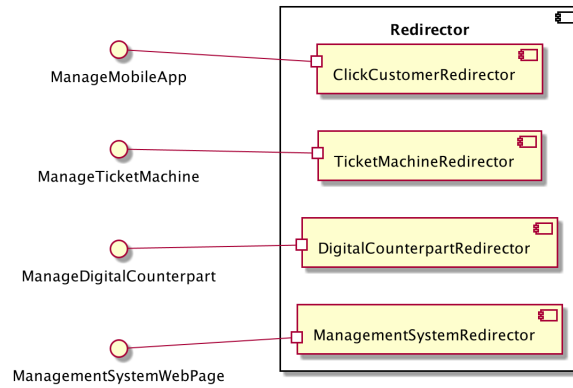 Redirector
ManageMobileApp
ClickCustomerRedirector
ManageTicketMachine
TicketMachineRedirector
ManageDigitalCounterpart
DigitalCounterpartRedirector
ManagementSystemWebPage
ManagementSystemRedirector